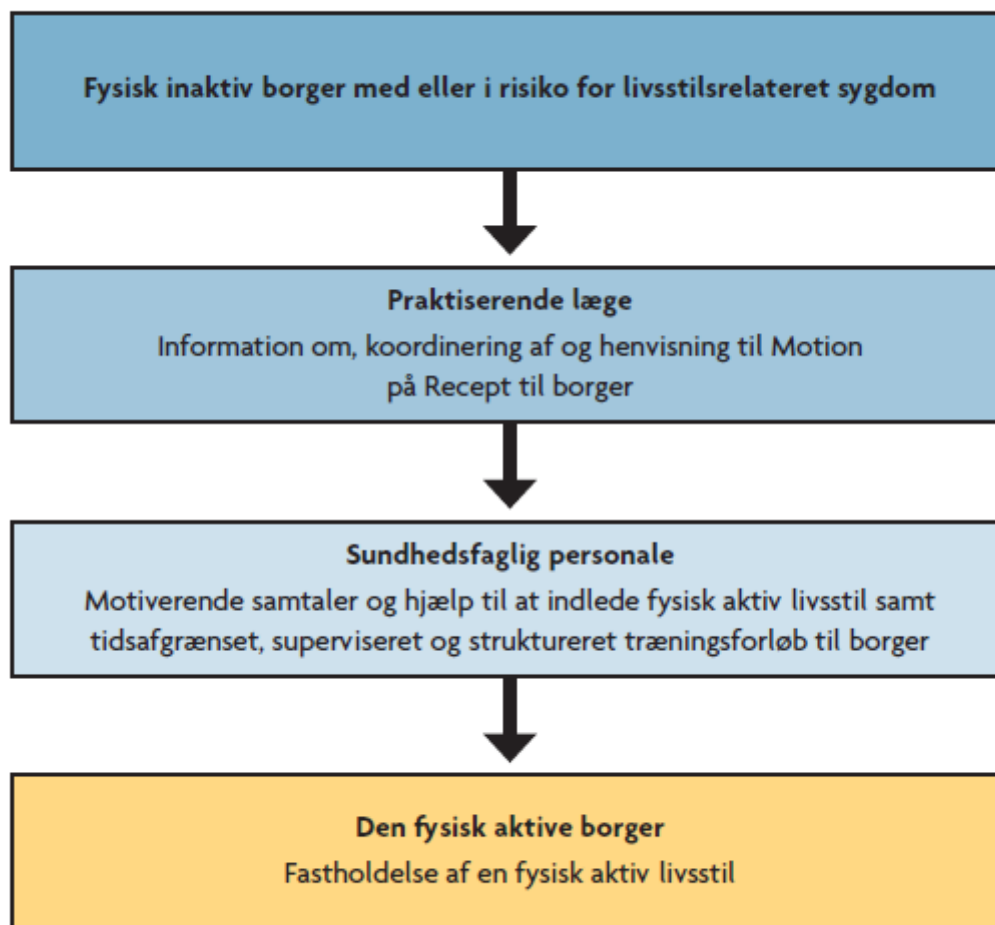 Fysisk inaktiv borger med eller i risiko for livsstilsrelateret sygdom
Praktiserende læge
Information om, koordinering af og henvisning til Motion
på Recept til borger
Sundhedsfaglig personale
Motiverende samtaler og hjælp til at indlede fysisk aktiv livsstil samt
tidsafgrænset, superviseret og struktureret træningsforløb til borger
Den fysisk aktive borger
Fastholdelse af en fysisk aktiv livsstil